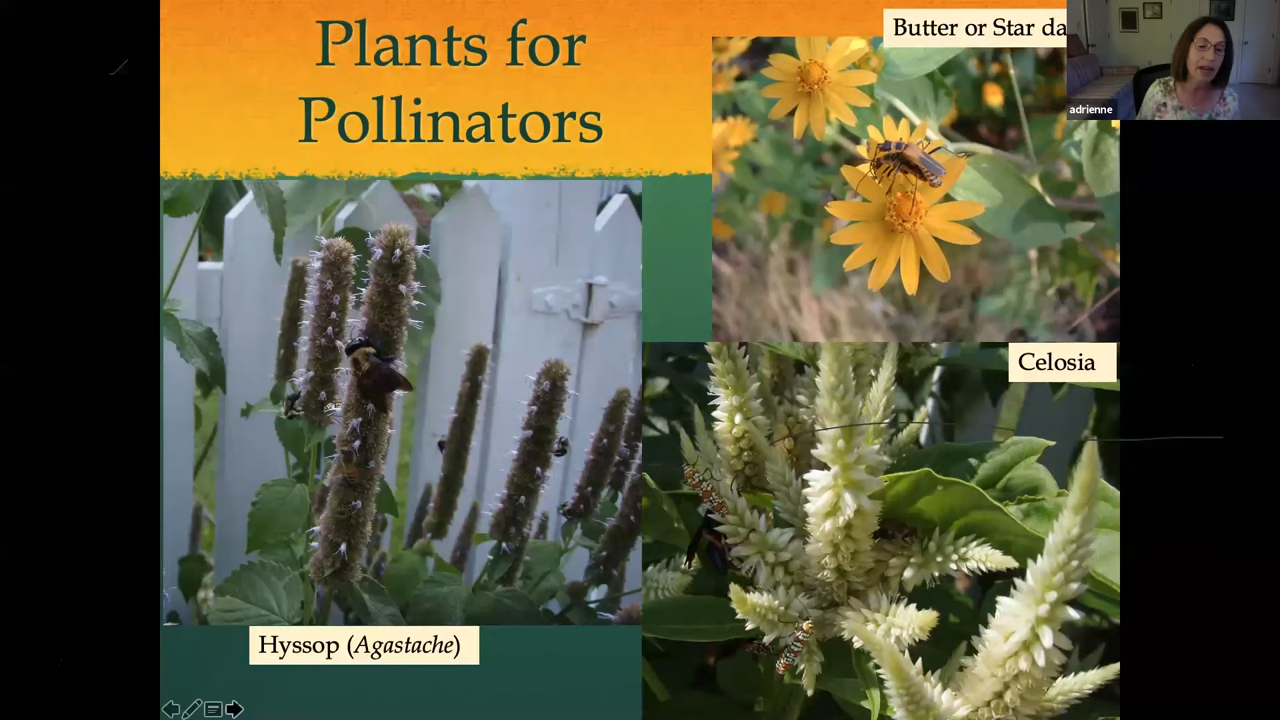 Plants for
Pollinators
Butter or Star da
adrienne
Celosia
Hyssop (Agastache)